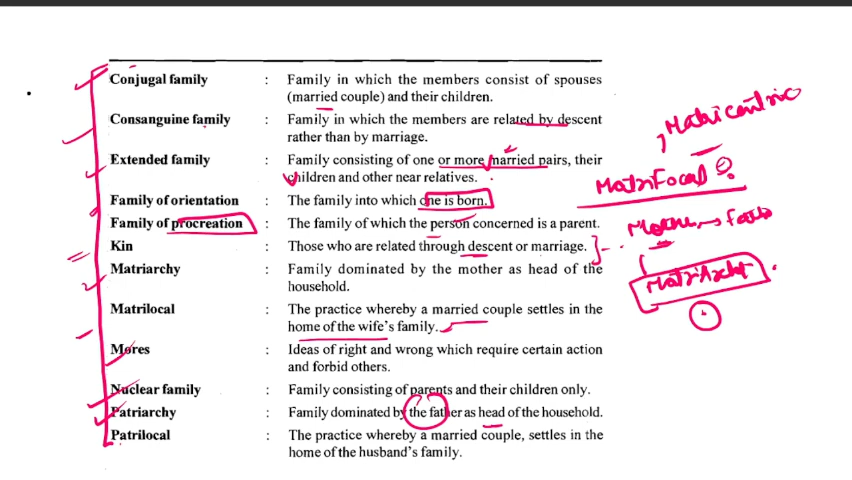 Conjugal family : Family in which the members consist of spouses
(married couple) and their children.
Consanguine family : Family in which the members are related by descent
rather than by marriage.
Extended family : Family consisting of one or more married pairs, their
children and other near relatives.
Family of orientation : The family into which one is born.
Family of procreation : The family of which the person concerned is a parent.
Kin : Those who are related through descent or marriage.
Matriarchy : Family dominated by the mother as head of the
household.
Matrilocal : The practice whereby a married couple settles in the
home of the wife's family.
Mores : Ideas of right and wrong which require certain action
and forbid others.
Nuclear family : Family consisting of parents and their children only.
Patriarchy : Family dominated by the father as head of the household.
Patrilocal : The practice whereby a married couple, settles in the
home of the husband's family.
Matricentric
Matrifocal ?